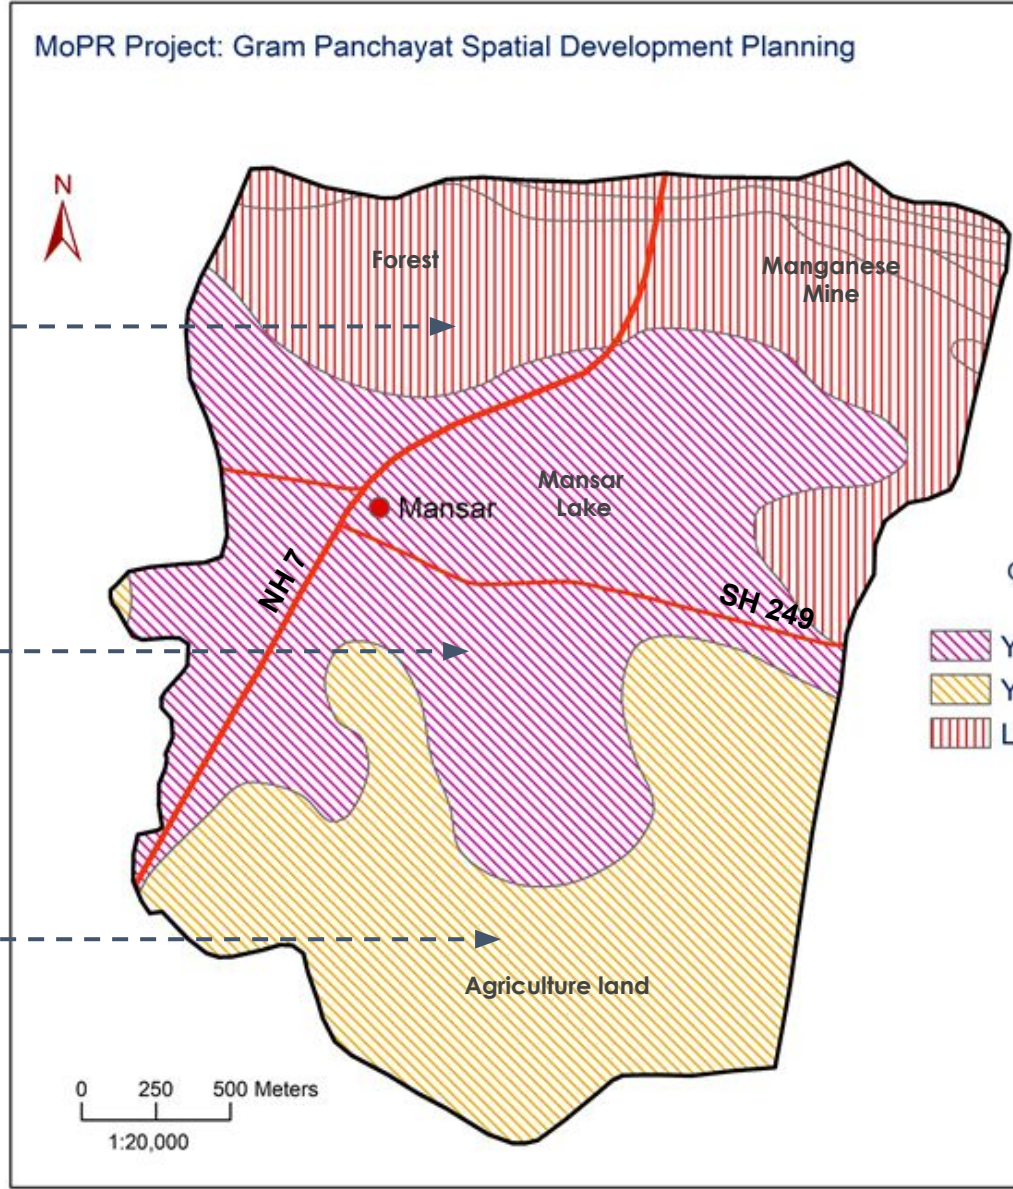 MoPR Project: Gram Panchayat Spatial Development Planning
N
Forest
Manganese
Mine
Mansar
Lake
Mansar
NH 7
SH 249
Y
Y
L
Agriculture land
0 250 500 Meters
1:20,000